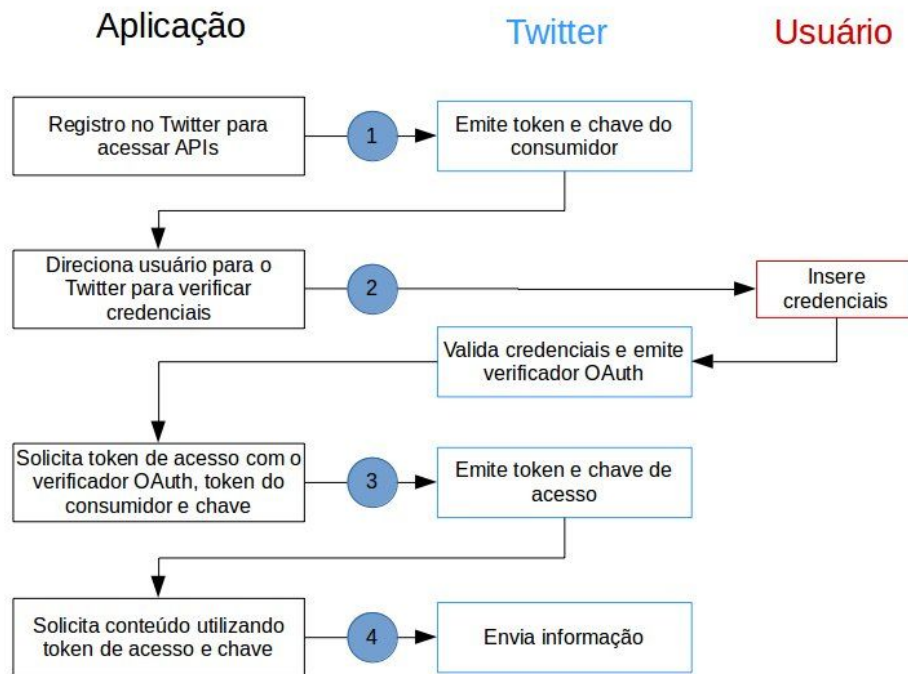 Aplicação
Twitter
Usuário
Registro no Twitter para
acessar APIs
1
Emite token e chave do
consumidor
Direciona usuário para o
Twitter para verificar
credenciais
2
Insere
credenciais
Valida credenciais e emite
verificador OAuth
Solicita token de acesso com o
verificador OAuth, token do
consumidor e chave
3
Emite token e chave de
acesso
Solicita conteúdo utilizando
token de acesso e chave
4
Envia informação